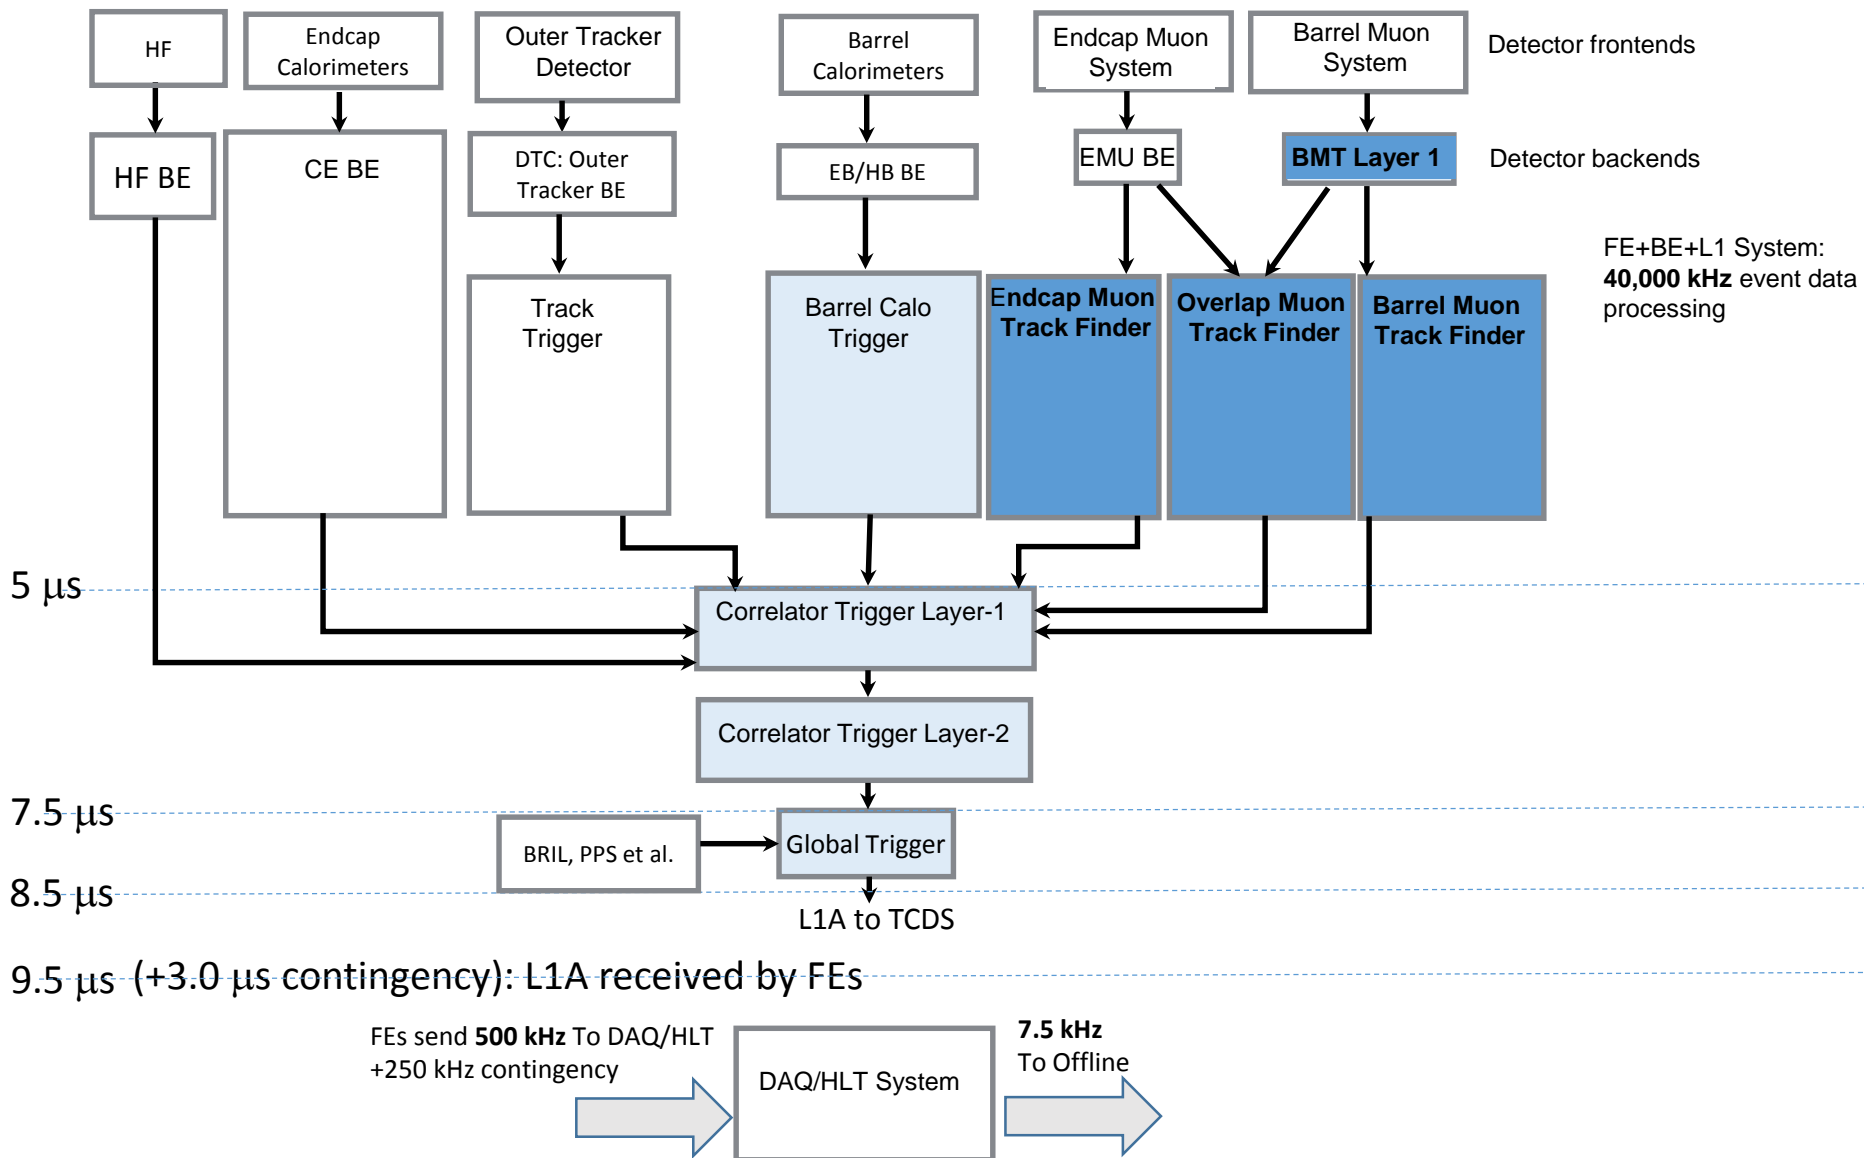 HF
Endcap
Calorimeters
Outer Tracker
Detector
Barrel
Calorimeters
Endcap Muon
System
Barrel Muon
System
Detector frontends
HF BE
CE BE
DTC: Outer
Tracker BE
EB/HB BE
EMU BE
BMT Layer 1
Detector backends
FE+BE+L1 System:
40,000 kHz event data
processing
Track
Trigger
Barrel Calo
Trigger
Endcap Muon
Track Finder
Overlap Muon
Track Finder
Barrel Muon
Track Finder
5 μs
Correlator Trigger Layer-1
Correlator Trigger Layer-2
7.5 μs
BRIL, PPS et al.
Global Trigger
8.5 μs
L1A to TCDS
9.5 μs (+3.0 μs contingency): L1A received by FEs
FEs send 500 kHz To DAQ/HLT
+250 kHz contingency
DAQ/HLT System
7.5 kHz
To Offline